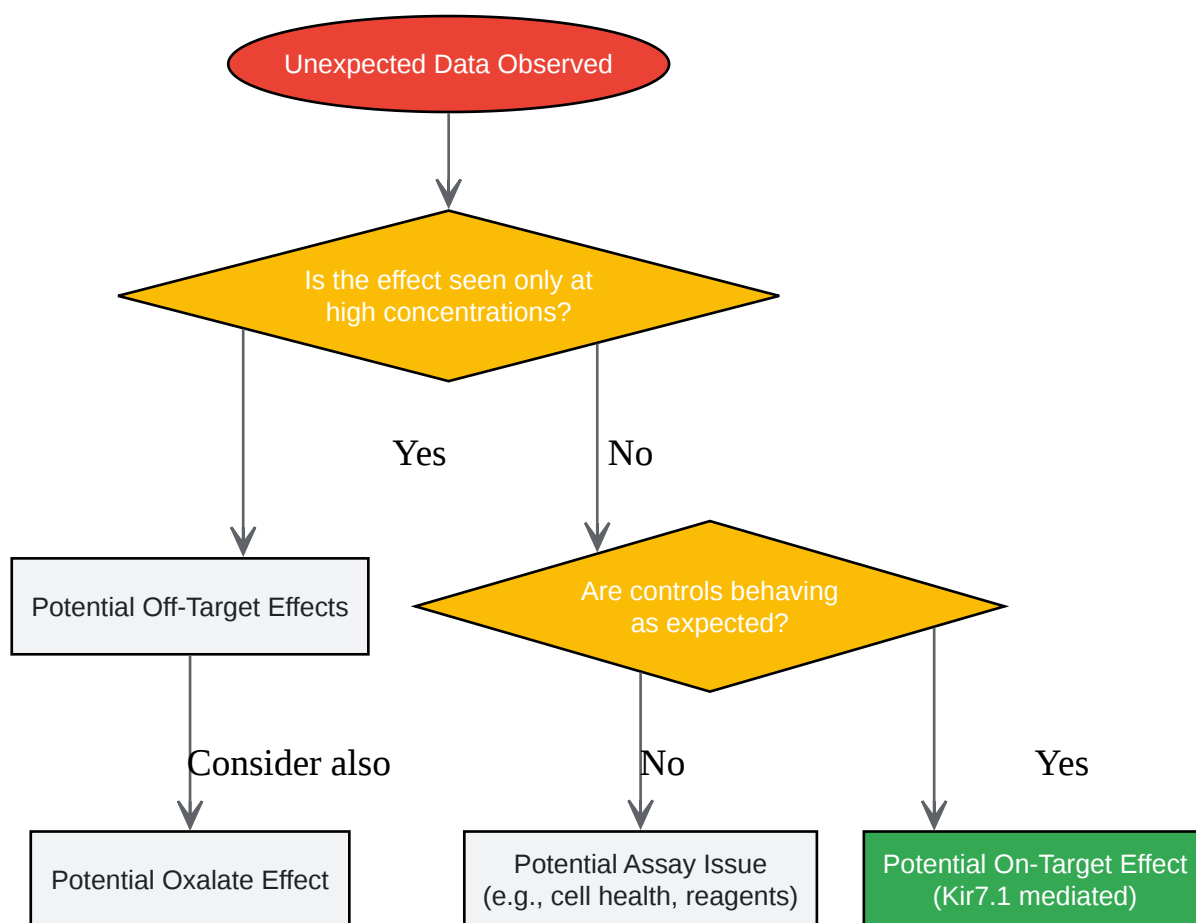 Unexpected Data Observed
Is the effect seen only at
high concentrations?
Yes
No
Potential Off-Target Effects
Are controls behaving
as expected?
Consider also
No
Yes
Potential Oxalate Effect
Potential Assay Issue
(e.g., cell health, reagents)
Potential On-Target Effect
(Kir7.1 mediated)